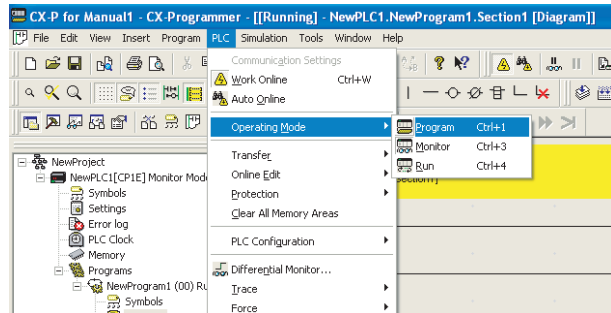 CX-P for Manual1 - CX-Programmer - [[Running] - NewPLC1.NewProgram1.Section1 [Diagram]]
File Edit View Insert Program PLC Simulation Tools Window Help
Communication Settings
Work Online Ctrl+W
Auto Online
Operating Mode
Program Ctrl+1
Monitor Ctrl+3
Run Ctrl+4
Transfer
Online Edit
Protection
Clear All Memory Areas
PLC Configuration
Differential Monitor...
Trace
Force
NewProject
NewPLC1[CP1E] Monitor Mod
Symbols
Settings
Error log
PLC Clock
Memory
Programs
NewProgram1 (00) Ru
Symbols